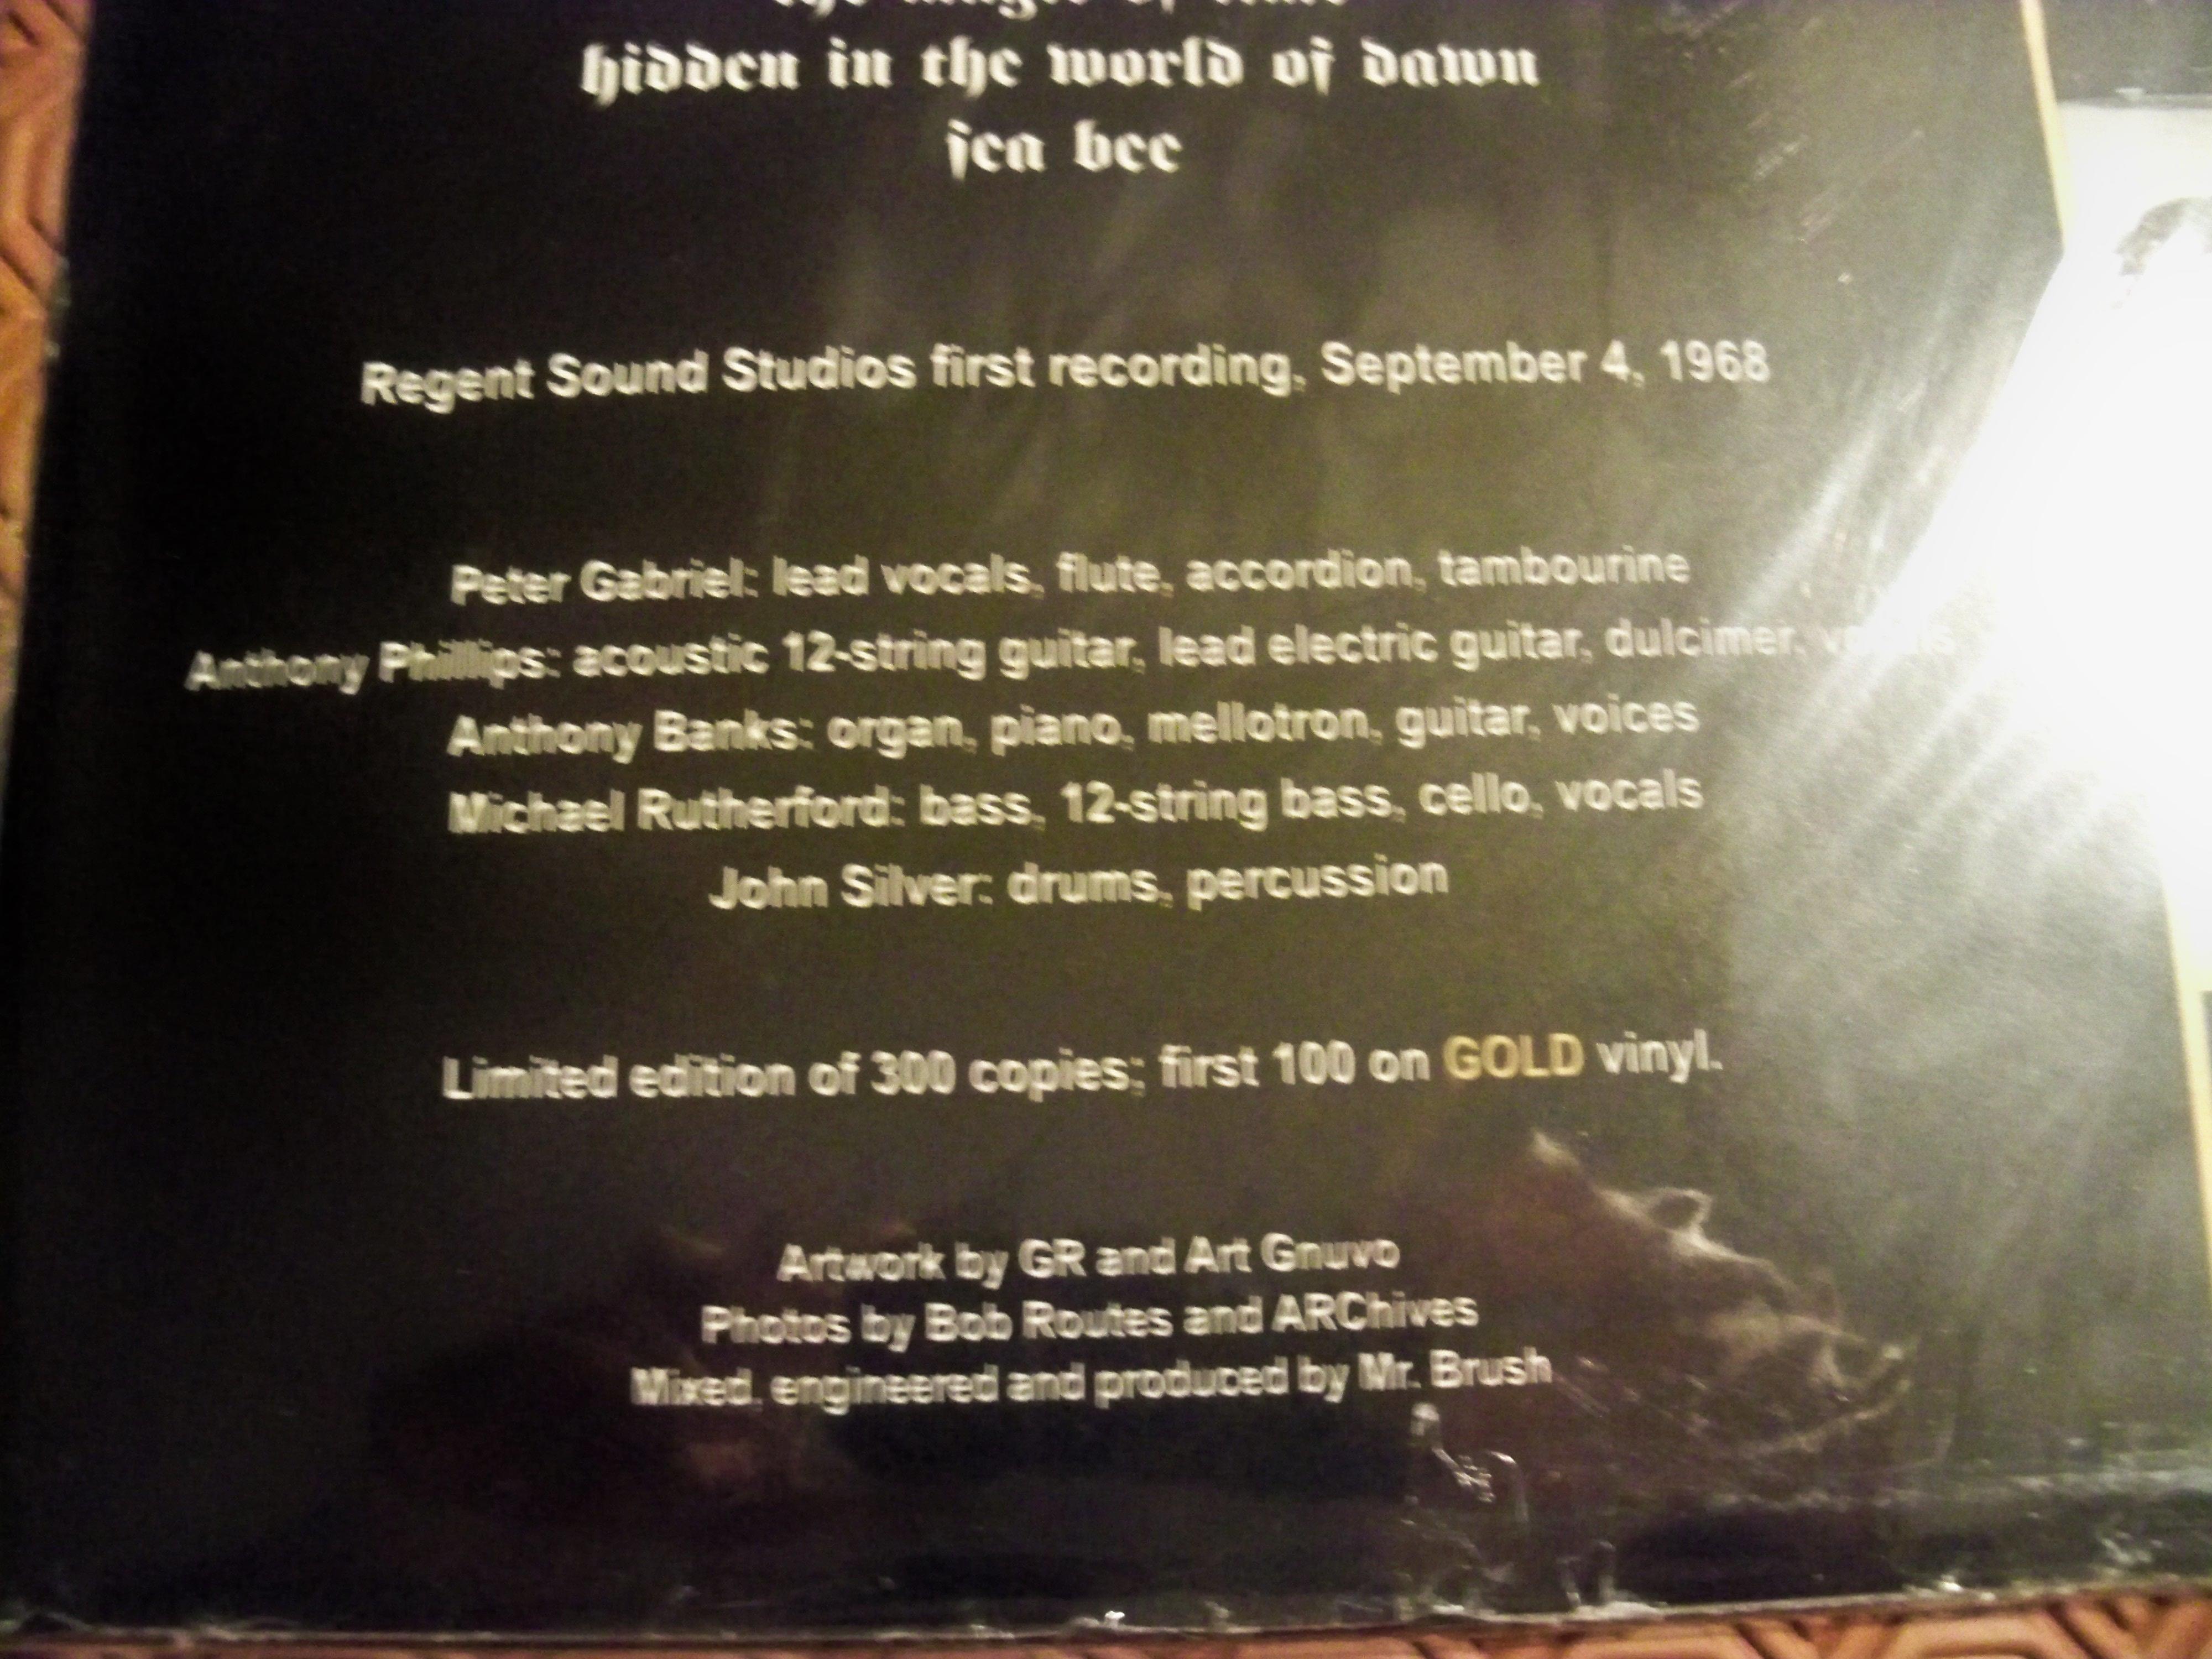 the magic of time
hidden in the world of dawn
sea bee
Regent Sound Studios first recording, September 4, 1968
Peter Gabriel: lead vocals, flute, accordion, tambourine
Anthony Phillips: acoustic 12-string guitar, lead electric guitar, dulcimer,
Anthony Banks: organ, piano, mellotron, guitar, voices
Michael Rutherford: bass, 12-string bass, cello, vocals
John Silver: drums, percussion
Limited edition of 300 copies; first 100 on GOLD vinyl.
Artwork by GR and Art Gnuvo
Photos by Bob Routes and ARChives
Mixed, engineered and produced by Mr. Brush